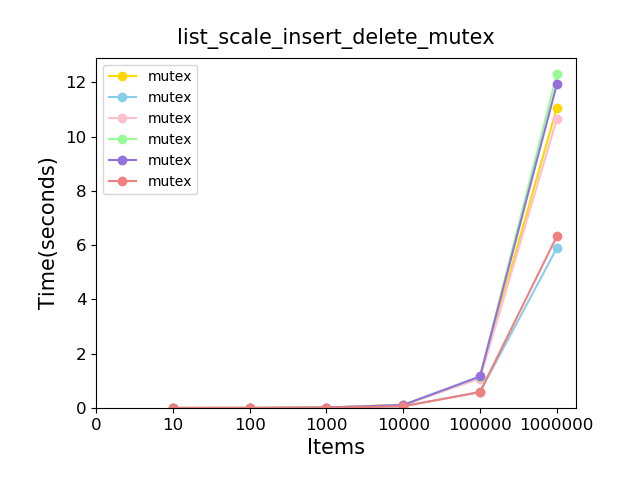 list_scale_insert_delete_mutex
mutex
mutex
mutex
mutex
mutex
mutex
Time(seconds)
12
10
8
6
4
2
0
0 10 100 1000 10000 100000 1000000
Items